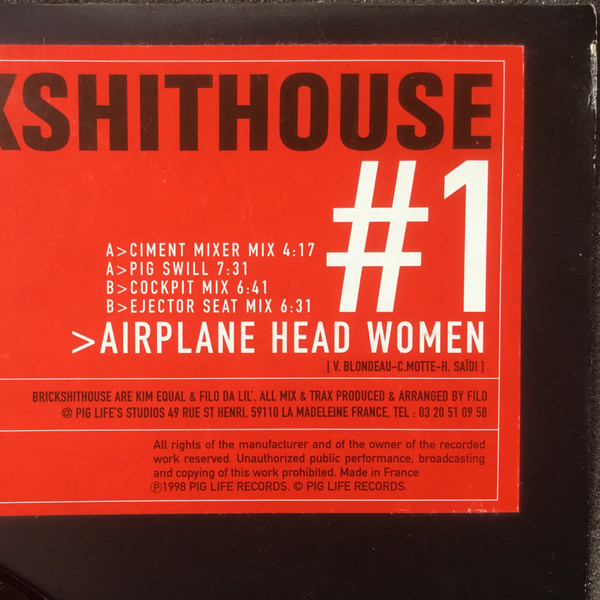 KSHITHOUSE
#1
A>CIMENT MIXER MIX 4:17
A>PIG SWILL 7:31
B>COCKPIT MIX 6:41
B>EJECTOR SEAT MIX 6:31
>AIRPLANE HEAD WOMEN
[ V. BLONDEAU-C.MOTTE-H. SAÏDI ]
BRICKSHITHOUSE ARE KIM EQUAL & FILO DA LIL'. ALL MIX & TRAX PRODUCED & ARRANGED BY FILO
@ PIG LIFE'S STUDIOS 49 RUE ST HENRI. 59110 LA MADELEINE FRANCE. TEL : 03 20 51 09 58
All rights of the manufacturer and of the owner of the recorded
work reserved. Unauthorized public performance, broadcasting
and copying of this work prohibited. Made in France
℗1998 PIG LIFE RECORDS. © PIG LIFE RECORDS.